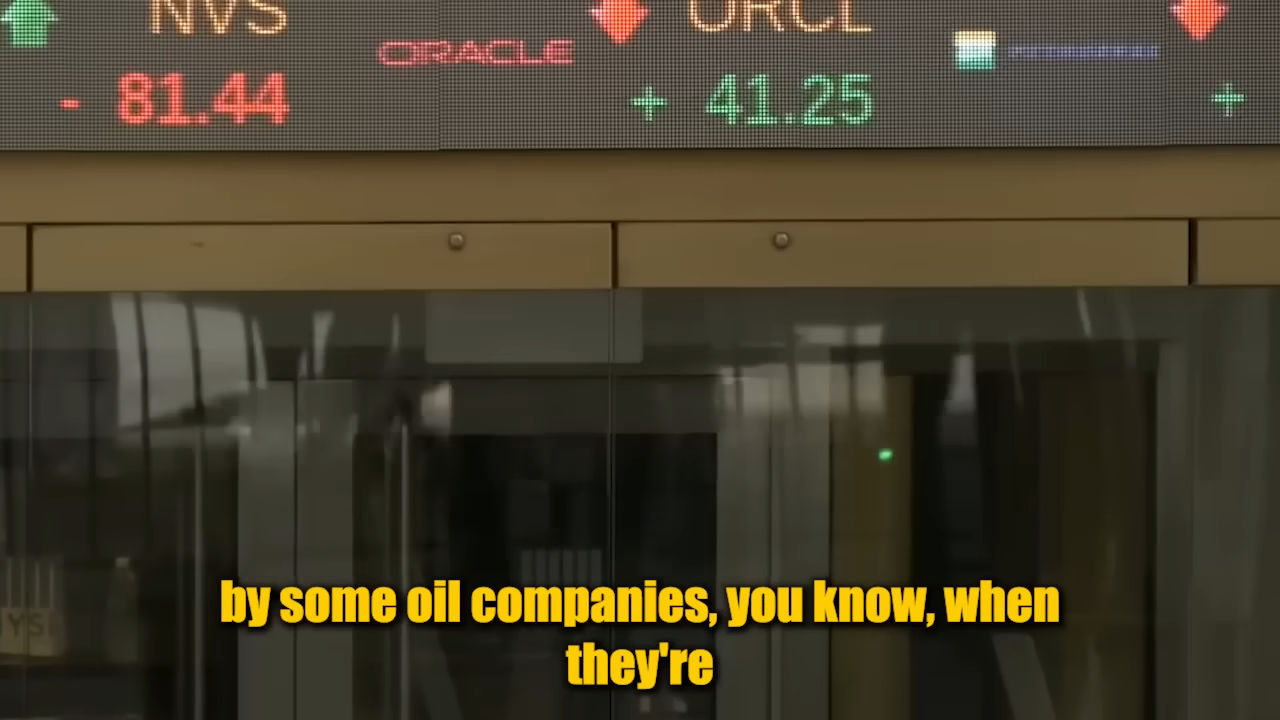 NVS
ORACLE
ORCL
- 81.44
+ 41.25
+
by some oil companies, you know, when
they're